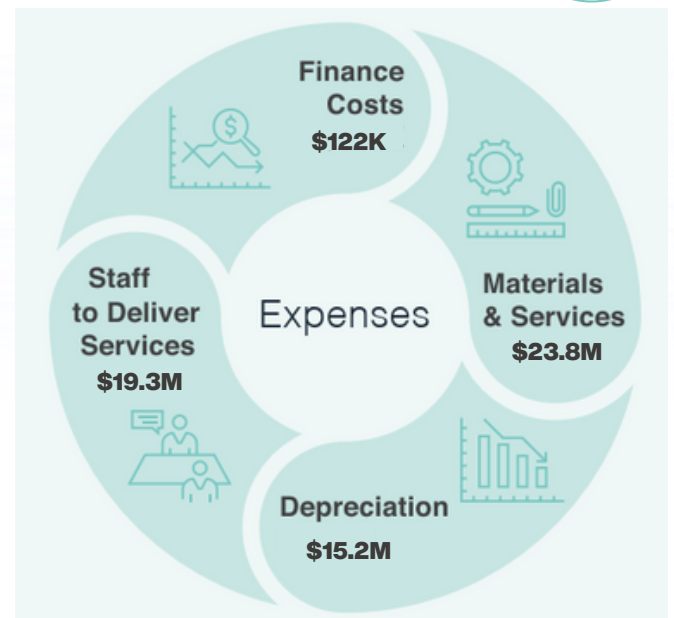 Finance
Costs
$122K
Materials
& Services
$23.8M
Expenses
Staff
to Deliver
Services
$19.3M
Depreciation
$15.2M